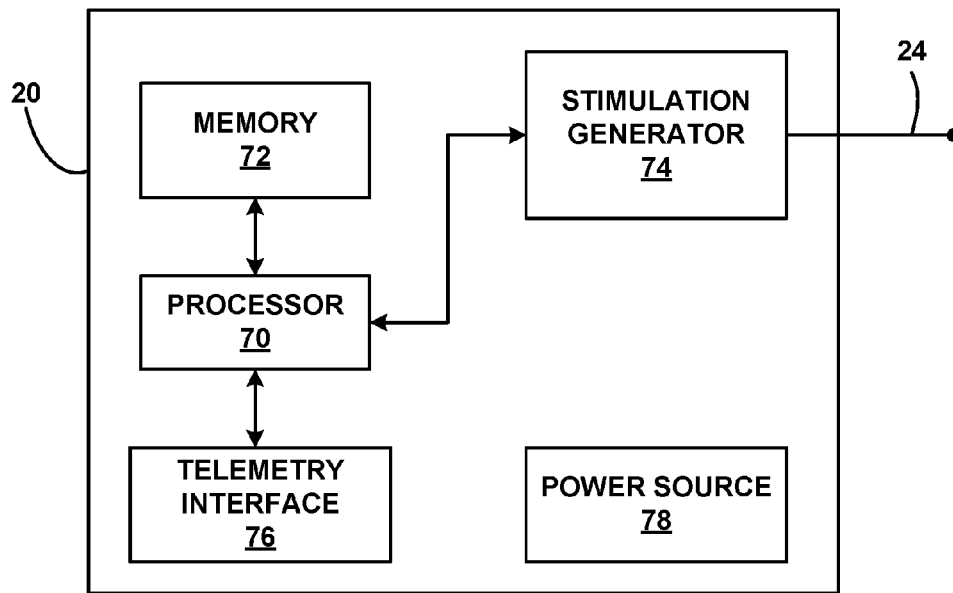 20
24
MEMORY
72
STIMULATION
GENERATOR
74
PROCESSOR
70
TELEMETRY
INTERFACE
76
POWER SOURCE
78